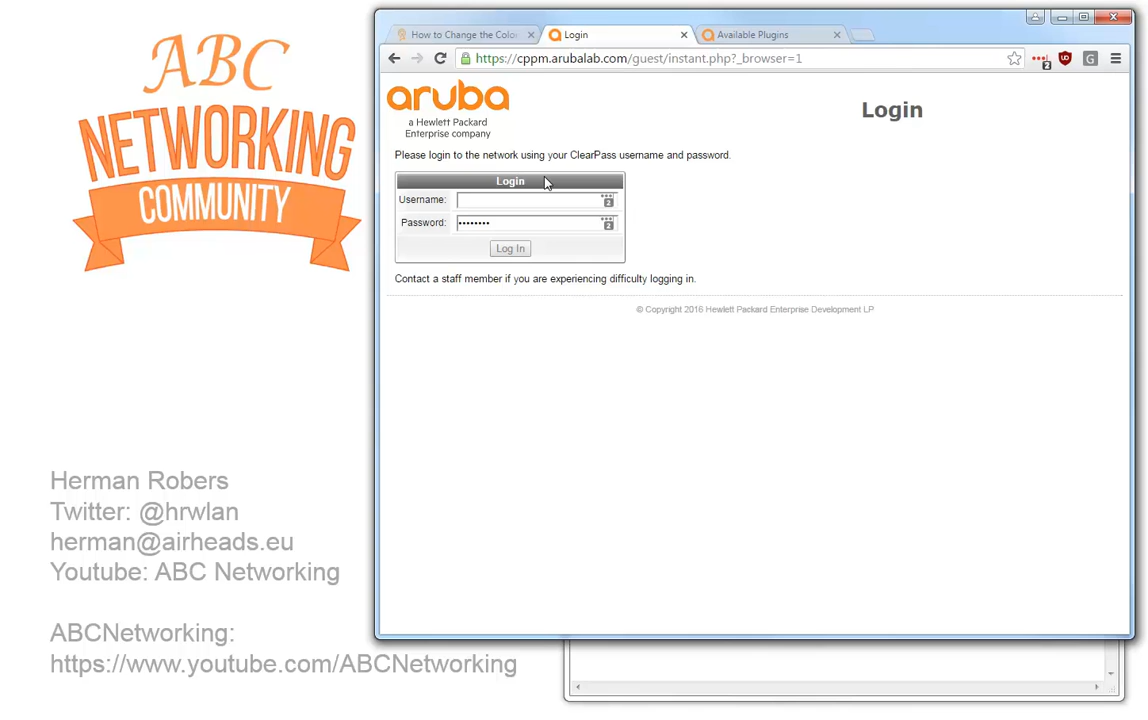 ABC
NETWORKING
COMMUNITY
Herman Robers
Twitter: @hrwlan
herman@airheads.eu
Youtube: ABC Networking
ABCNetworking:
https://www.youtube.com/ABCNetworking
How to Change the Colo
Login
Available Plugins
https://cppm.arubalab.com/guest/instant.php?_browser=1
2
G
aruba
a Hewlett Packard
Enterprise company
Login
Please login to the network using your ClearPass username and password.
Login
Username:
2
Password: ••••••••
2
Log In
Contact a staff member if you are experiencing difficulty logging in.
© Copyright 2016 Hewlett Packard Enterprise Development LP